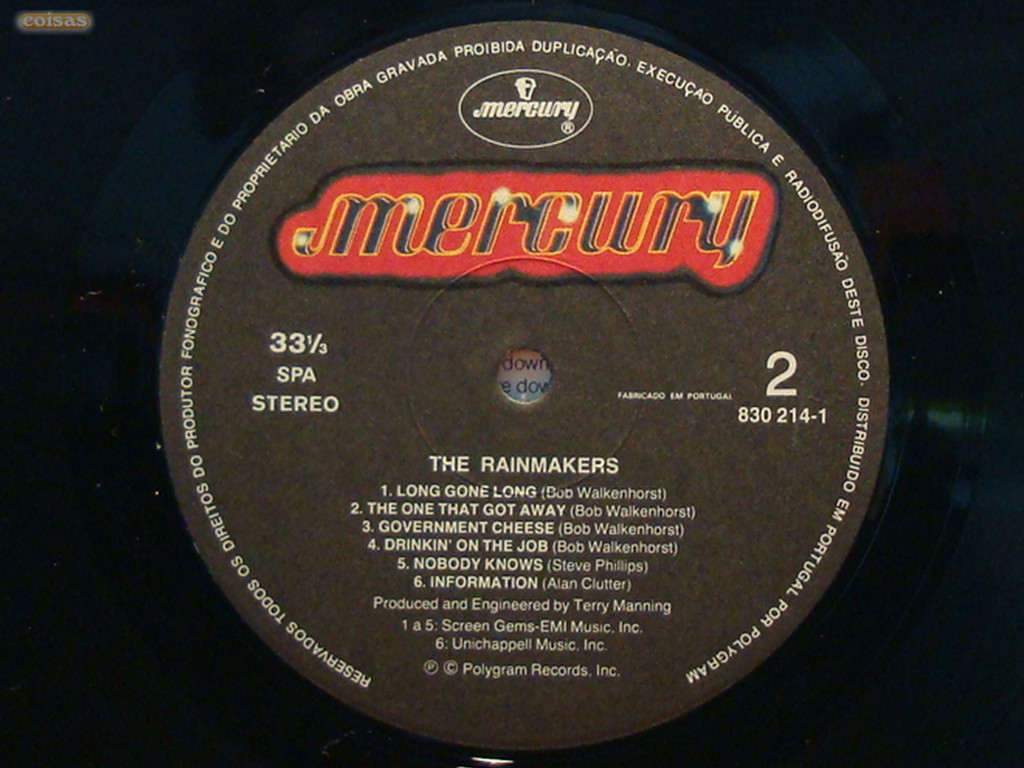 coisas
RESERVADOS TODOS OS DIREITOS DO PRODUTOR FONOGRAFICO E DO PROPRIETARIO DA OBRA GRAVADA PROIBIDA DUPLICAÇÃO, EXECUÇAO PUBLICA E RADIODIFUSÃO DESTE DISCO. DISTRIBUIDO EM PORTUGAL POR POLYGRAM
mercury®
mercury
33⅓
SPA
STEREO
down
e dow
FABRICADO EM PORTUGAL
2
830 214-1
THE RAINMAKERS
1. LONG GONE LONG (Bob Walkenhorst)
2. THE ONE THAT GOT AWAY (Bob Walkenhorst)
3. GOVERNMENT CHEESE (Bob Walkenhorst)
4. DRINKIN' ON THE JOB (Bob Walkenhorst)
5. NOBODY KNOWS (Steve Phillips)
6. INFORMATION (Alan Clutter)
Produced and Engineered by Terry Manning
1 a 5: Screen Gems-EMI Music, Inc.
6: Unichappell Music, Inc.
℗ © Polygram Records, Inc.